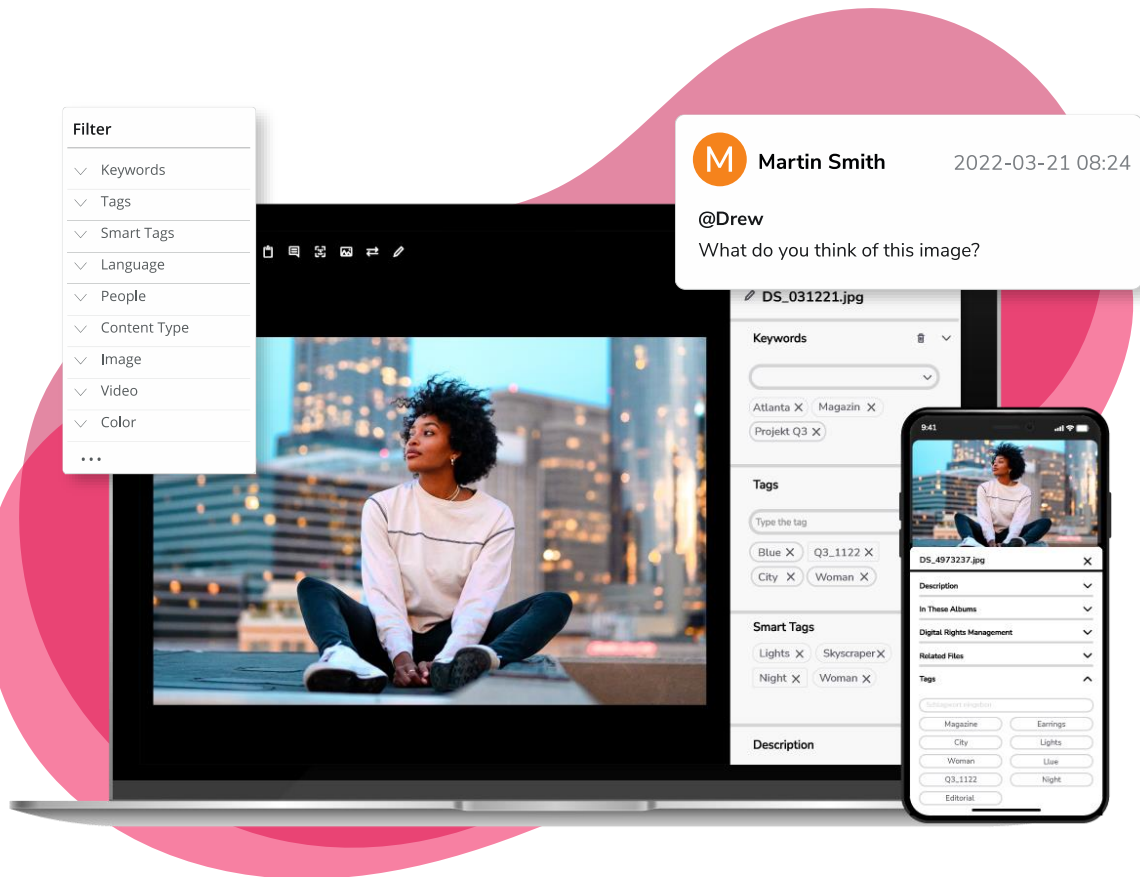 Filter
Keywords
Tags
Smart Tags
Language
People
Content Type
Image
Video
Color
...
M Martin Smith 2022-03-21 08:24
@Drew
What do you think of this image?
DS_031221.jpg
Keywords
Atlanta X Magazin X
Projekt Q3 X
Tags
Type the tag
Blue X Q3_1122 X
City X Woman X
Smart Tags
Lights X Skyscraper X
Night X Woman X
Description
9:41
DS_4973237.jpg X
Description
In These Albums
Digital Rights Management
Related Files
Tags
Magazine Earrings
City Lights
Woman Llue
Q3_1122 Night
Editorial